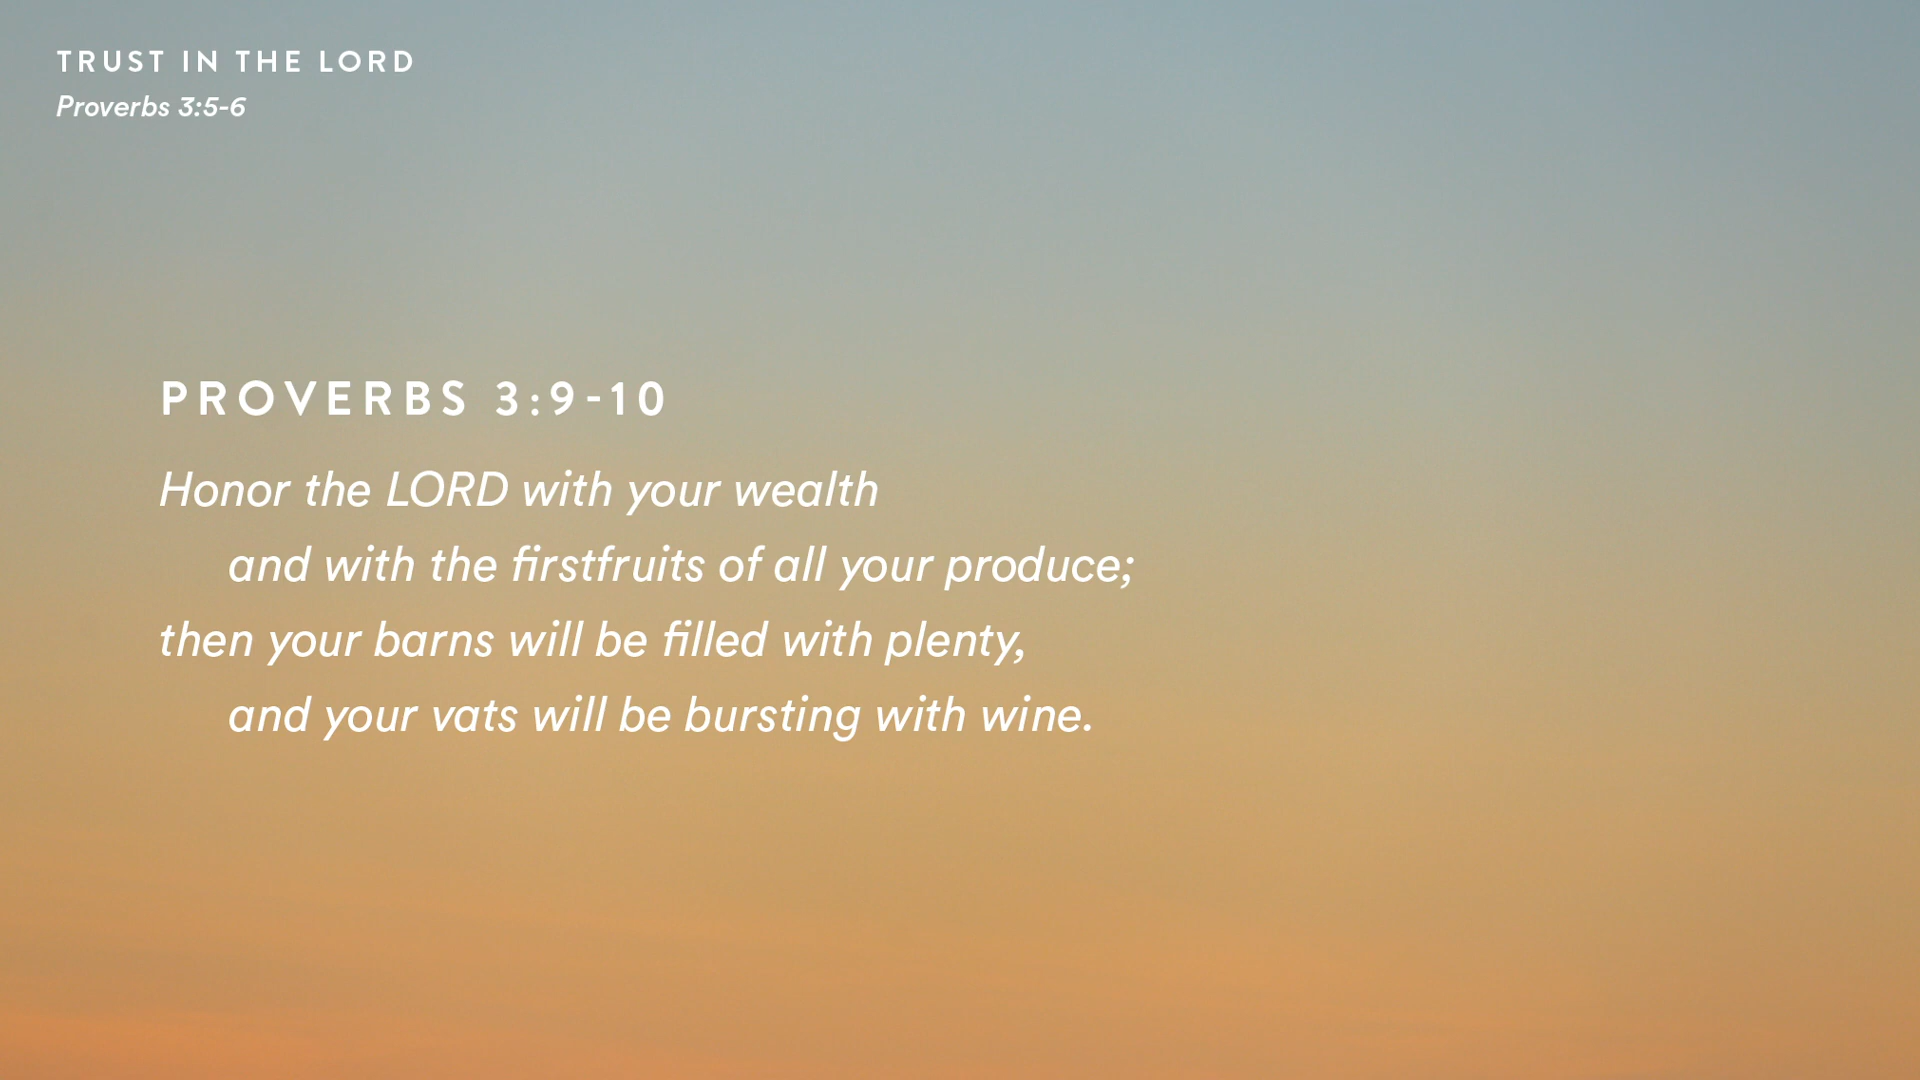 TRUST IN THE LORD
Proverbs 3:5-6
PROVERBS 3:9-10
Honor the LORD with your wealth
and with the firstfruits of all your produce;
then your barns will be filled with plenty,
and your vats will be bursting with wine.